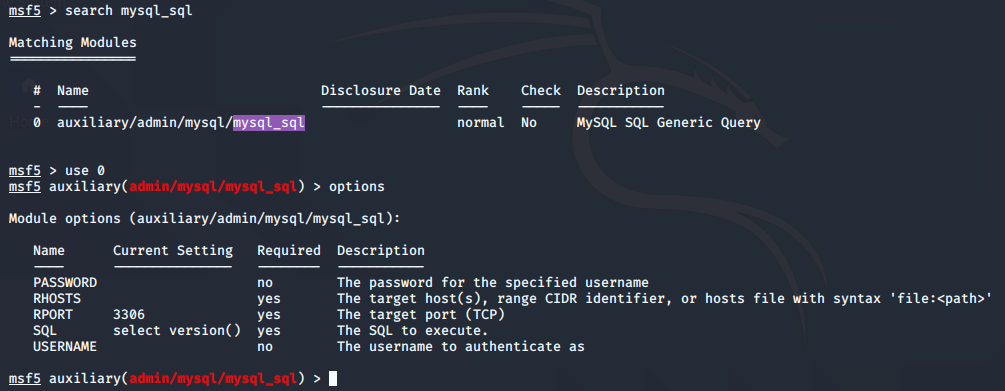 msf5 > search mysql_sql
Matching Modules
================
# Name Disclosure Date Rank Check Description
- ---- --------------- ---- ----- -----------
0 auxiliary/admin/mysql/mysql_sql normal No MySQL SQL Generic Query
msf5 > use 0
msf5 auxiliary(admin/mysql/mysql_sql) > options
Module options (auxiliary/admin/mysql/mysql_sql):
Name Current Setting Required Description
---- --------------- -------- -----------
PASSWORD no The password for the specified username
RHOSTS yes The target host(s), range CIDR identifier, or hosts file with syntax 'file:<path>'
RPORT 3306 yes The target port (TCP)
SQL select version() yes The SQL to execute.
USERNAME no The username to authenticate as
msf5 auxiliary(admin/mysql/mysql_sql) >